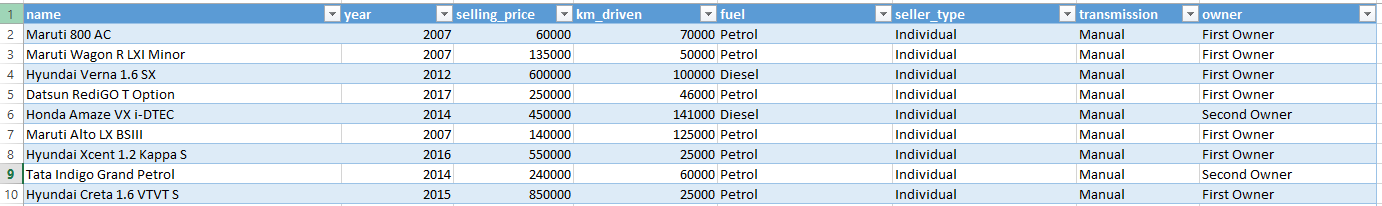 1 name year selling_price km_driven fuel seller_type transmission owner
2 Maruti 800 AC 2007 60000 70000 Petrol Individual Manual First Owner
3 Maruti Wagon R LXI Minor 2007 135000 50000 Petrol Individual Manual First Owner
4 Hyundai Verna 1.6 SX 2012 600000 100000 Diesel Individual Manual First Owner
5 Datsun RediGO T Option 2017 250000 46000 Petrol Individual Manual First Owner
6 Honda Amaze VX i-DTEC 2014 450000 141000 Diesel Individual Manual Second Owner
7 Maruti Alto LX BSIII 2007 140000 125000 Petrol Individual Manual First Owner
8 Hyundai Xcent 1.2 Kappa S 2016 550000 25000 Petrol Individual Manual First Owner
9 Tata Indigo Grand Petrol 2014 240000 60000 Petrol Individual Manual Second Owner
10 Hyundai Creta 1.6 VTVT S 2015 850000 25000 Petrol Individual Manual First Owner